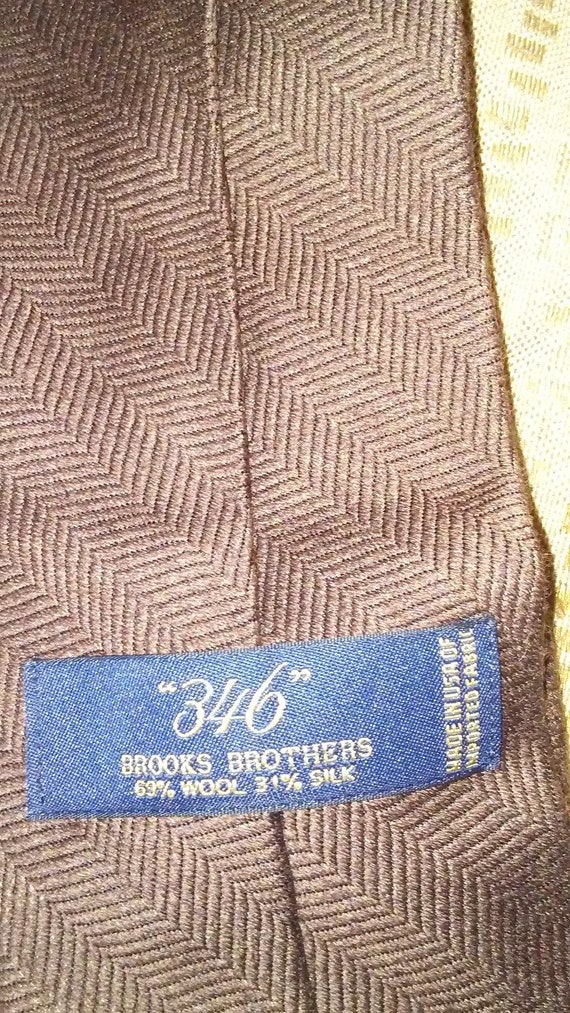 "346"
BROOKS BROTHERS
69% WOOL 31% SILK
MADE IN USA OF
IMPORTED FABRIC